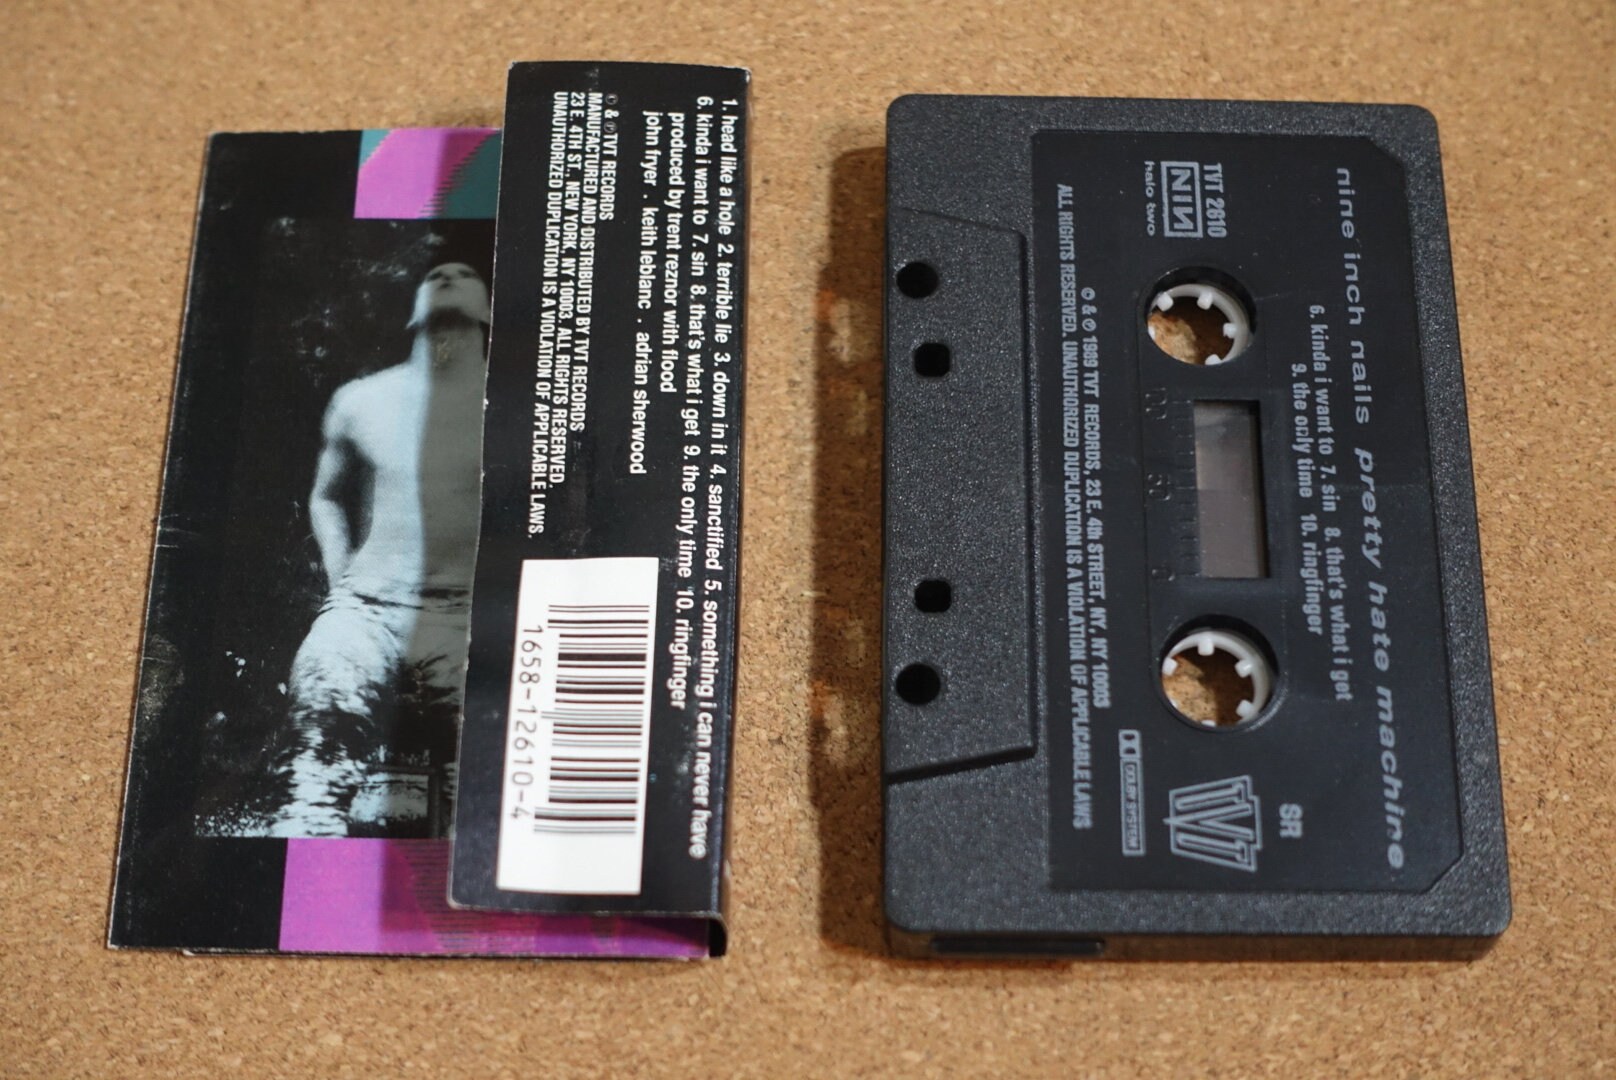 1. head like a hole 2. terrible lie 3. down in it 4. sanctified 5. something i can never have
6. kinda i want to 7. sin 8. that's what i get 9. the only time 10. ringfinger
produced by trent reznor with flood
john fryer . keith leblanc . adrian sherwood
© & ℗ TVT RECORDS
MANUFACTURED AND DISTRIBUTED BY TVT RECORDS
23 E. 4TH ST., NEW YORK, NY 10003. ALL RIGHTS RESERVED.
UNAUTHORIZED DUPLICATION IS A VIOLATION OF APPLICABLE LAWS.
1658-12610-4
nine inch nails pretty hate machine
6. kinda i want to 7. sin 8. that's what i get
9. the only time 10. ringfinger
TVT 2610
NIN
halo two
SR
TVT
100 50 0
DOLBY SYSTEM
© & ℗ 1989 TVT RECORDS, 23 E. 4th STREET, NY, NY 10003
ALL RIGHTS RESERVED. UNAUTHORIZED DUPLICATION IS A VIOLATION OF APPLICABLE LAWS